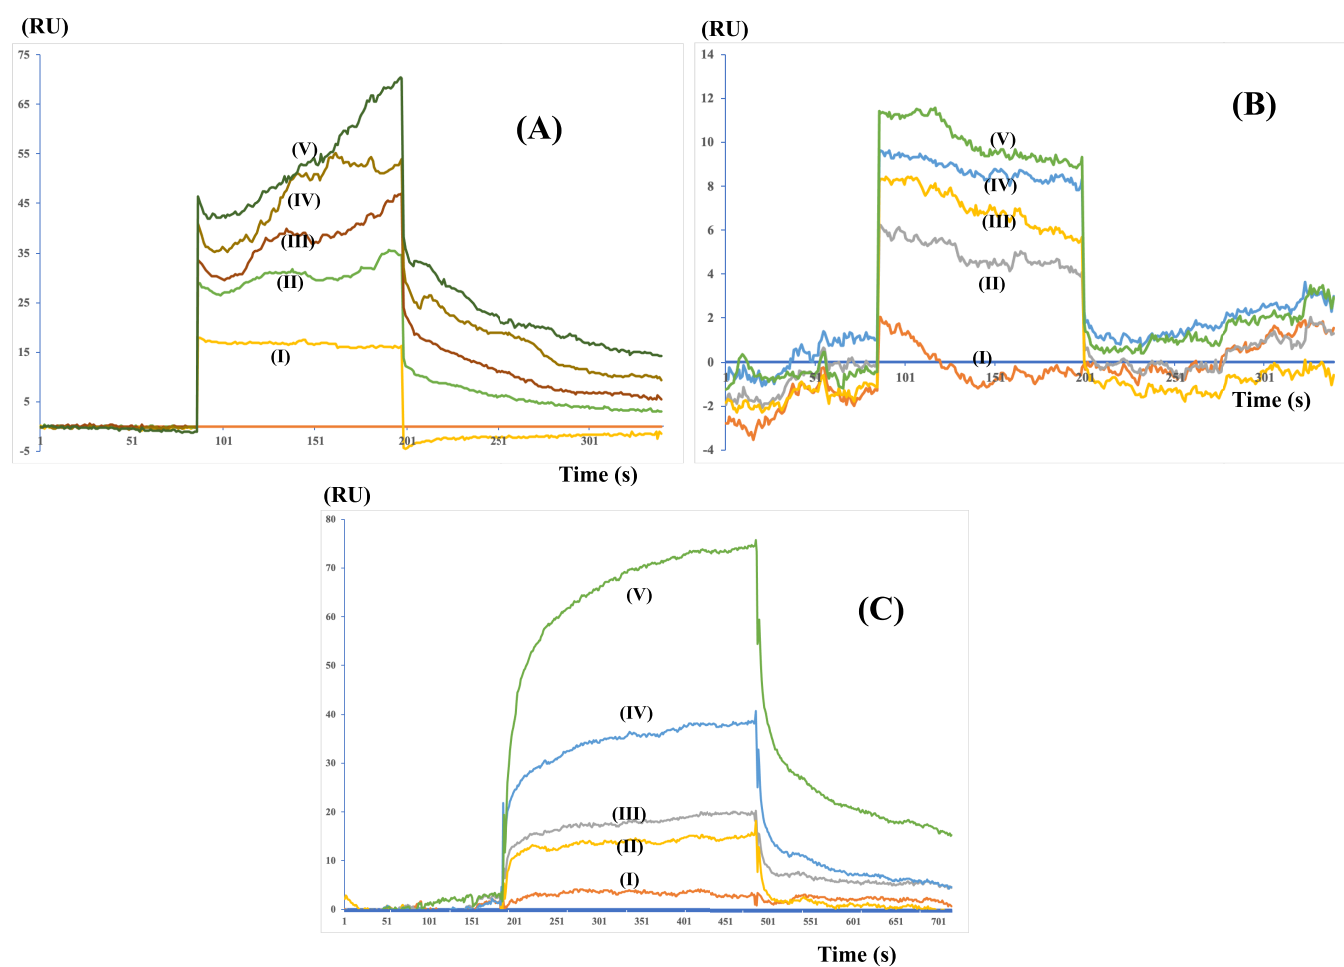 (RU)
75
65
55
45
35
25
15
5
-5
1
51
101
151
201
251
301
(A)
(V)
(IV)
(III)
(II)
(I)
Time (s)
(RU)
14
12
10
8
6
4
2
0
-2
-4
1
51
101
151
201
251
301
(B)
(V)
(IV)
(III)
(II)
(I)
Time (s)
(RU)
80
70
60
50
40
30
20
10
0
1
51
101
151
201
251
301
351
401
451
501
551
601
651
701
(C)
(V)
(IV)
(III)
(II)
(I)
Time (s)